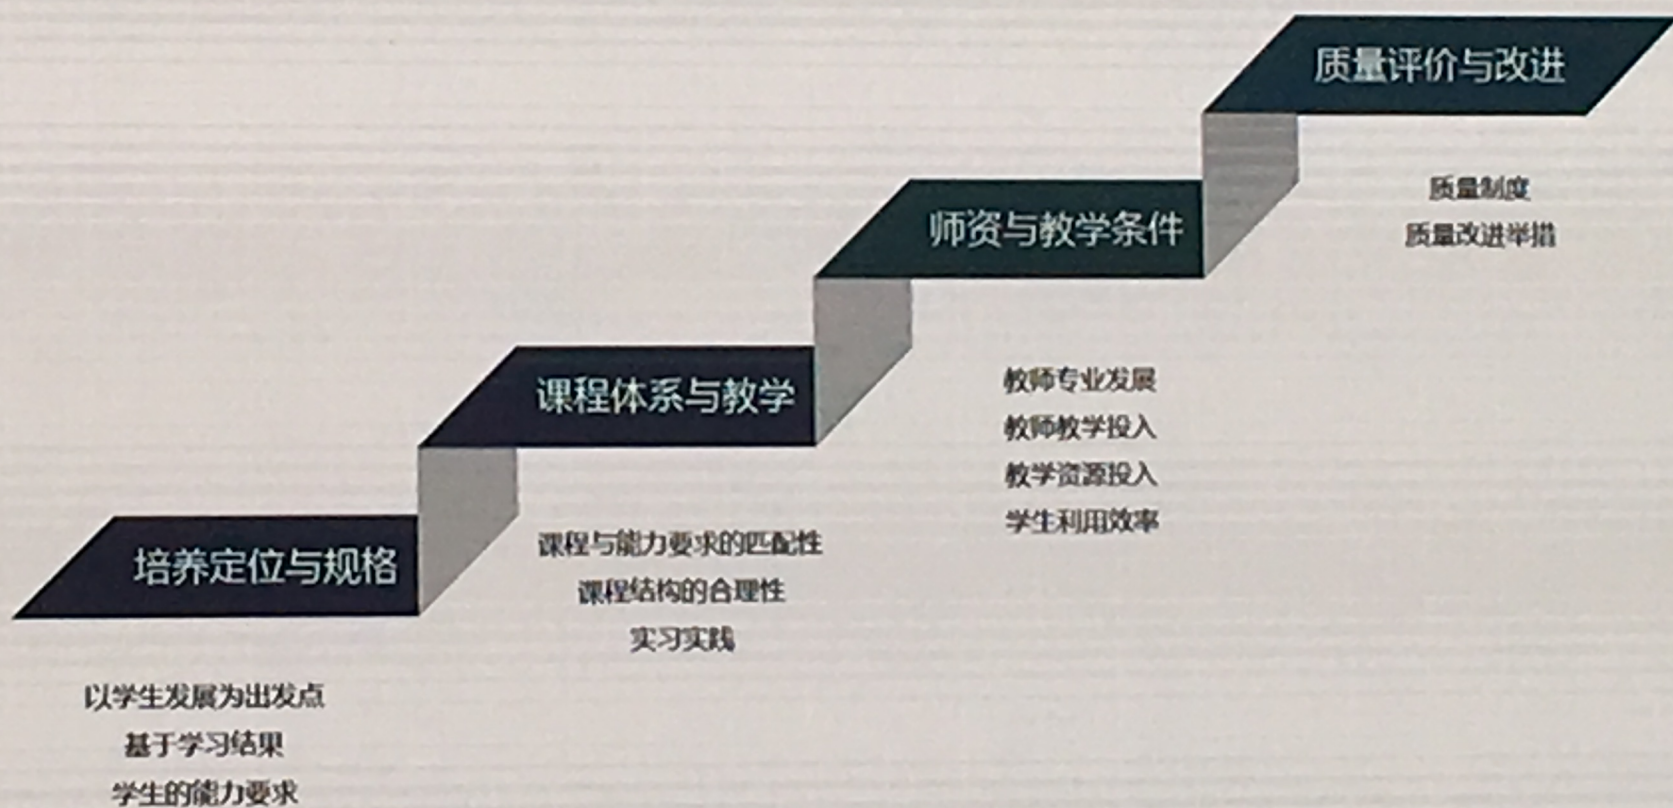 培养定位与规格
以学生发展为出发点
基于学习结果
学生的能力要求
课程体系与教学
课程与能力要求的匹配性
课程结构的合理性
实习实践
师资与教学条件
教师专业发展
教师教学投入
教学资源投入
学生利用效率
质量评价与改进
质量制度
质量改进举措